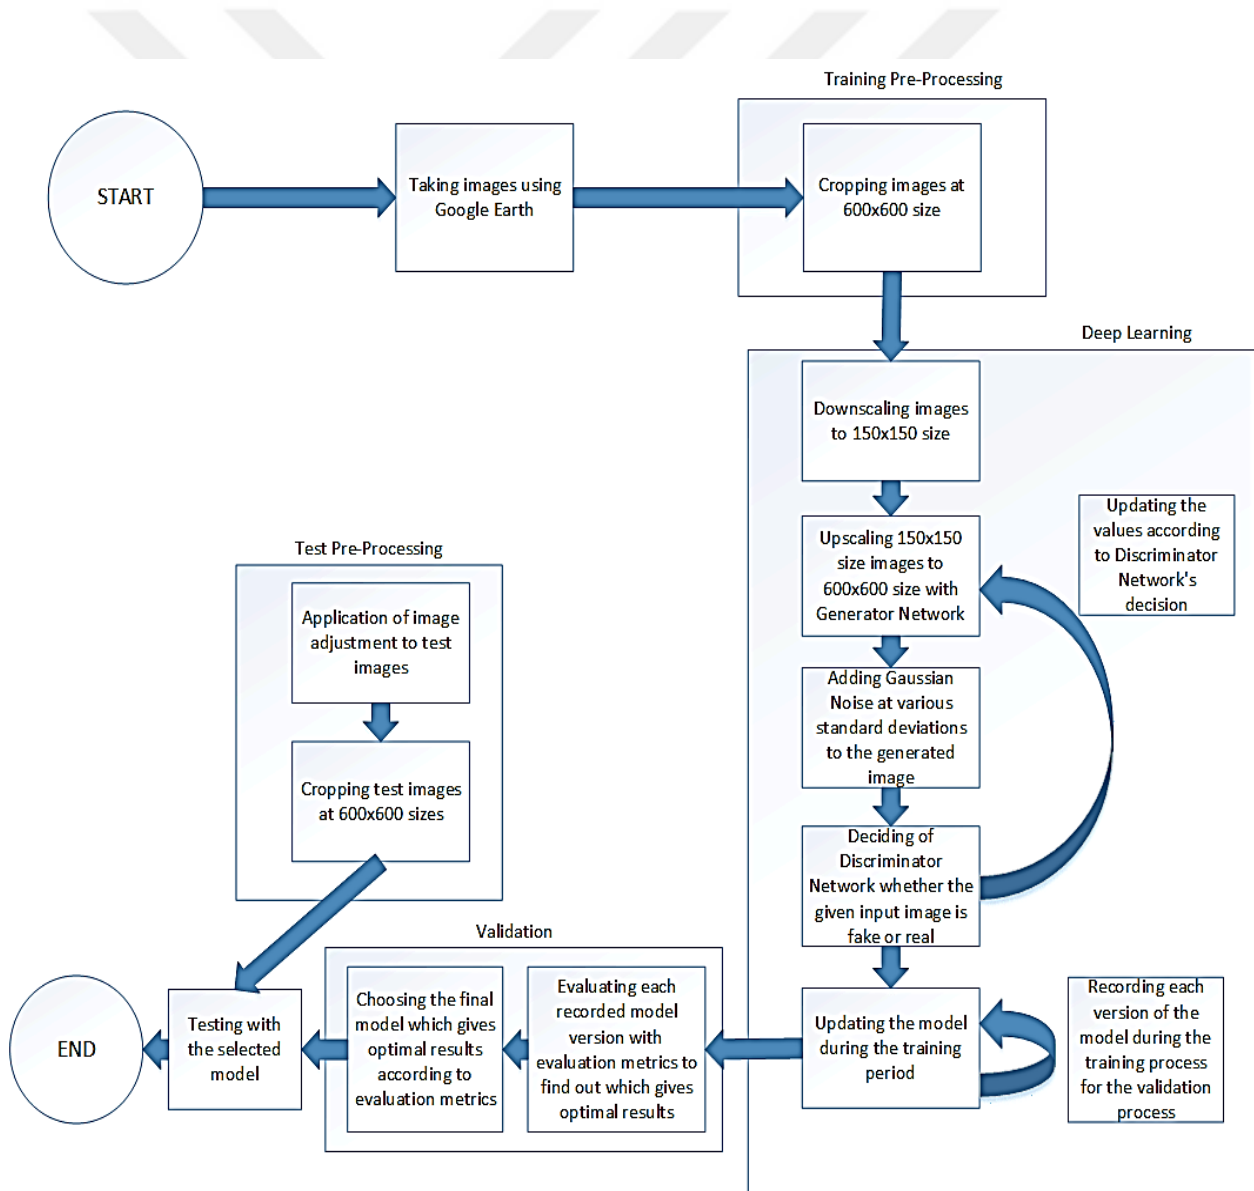 Training Pre-Processing
START
Taking images using
Google Earth
Cropping images at
600x600 size
Deep Learning
Downscaling images
to 150x150 size
Upscaling 150x150
size images to
600x600 size with
Generator Network
Updating the
values according
to Discriminator
Network's
decision
Adding Gaussian
Noise at various
standard deviations
to the generated
image
Deciding of
Discriminator
Network whether the
given input image is
fake or real
Updating the model
during the training
period
Recording each
version of the
model during the
training process
for the validation
process
Test Pre-Processing
Application of image
adjustment to test
images
Cropping test images
at 600x600 sizes
Validation
Evaluating each
recorded model
version with
evaluation metrics to
find out which gives
optimal results
Choosing the final
model which gives
optimal results
according to
evaluation metrics
Testing with
the selected
model
END